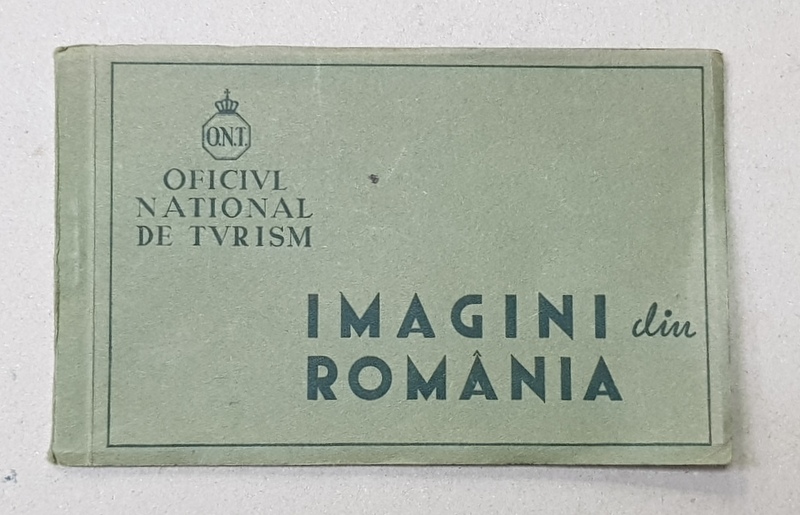 O.N.T.
OFICIVL
NATIONAL
DE TVRISM
IMAGINI din
ROMÂNIA